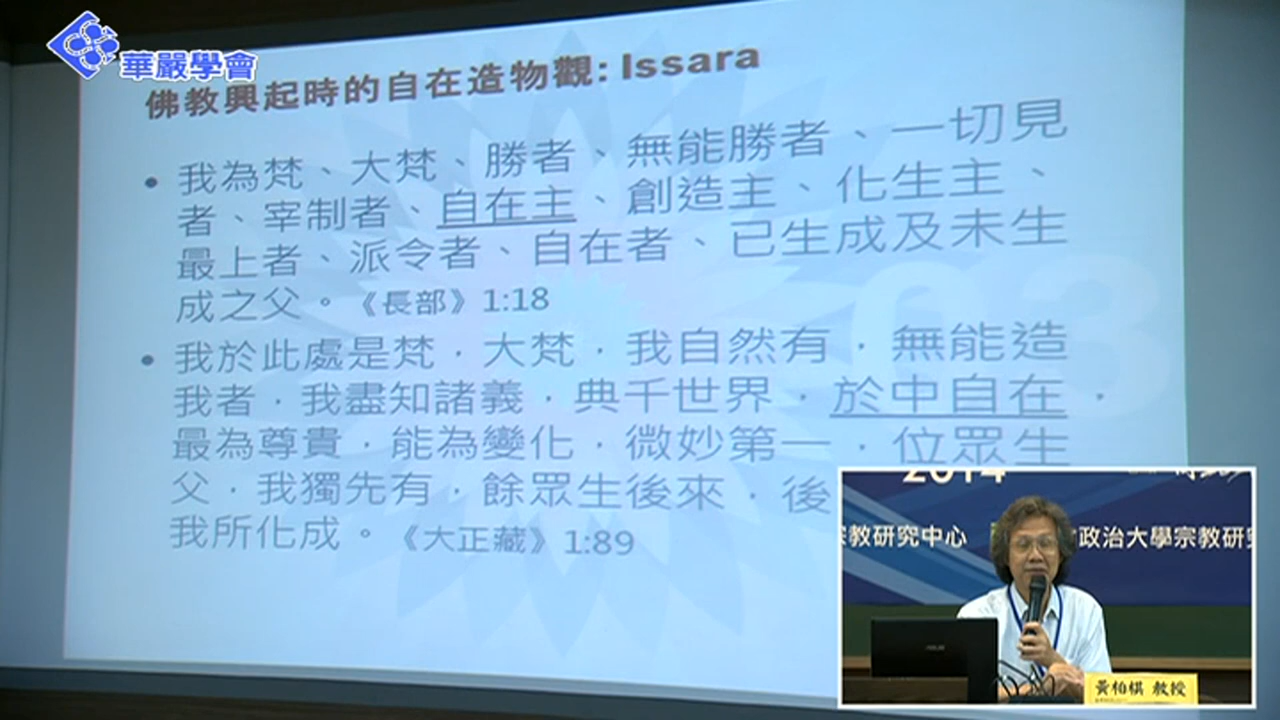 華嚴學會
佛教興起時的自在造物觀: Issara
• 我為梵、大梵、勝者、無能勝者、一切見
者、宰制者、自在主、創造主、化生主、
最上者、派令者、自在者、已生成及未生
成之父。《長部》1:18
• 我於此處是梵，大梵，我自然有，無能造
我者，我盡知諸義，典千世界，於中自在，
最為尊貴，能為變化，微妙第一，位眾生
父，我獨先有，餘眾生後來，後
我所化成。《大正藏》1:89
03
2014
宗教研究中心
政治大學宗教研究
ASUS
黃柏棋 教授